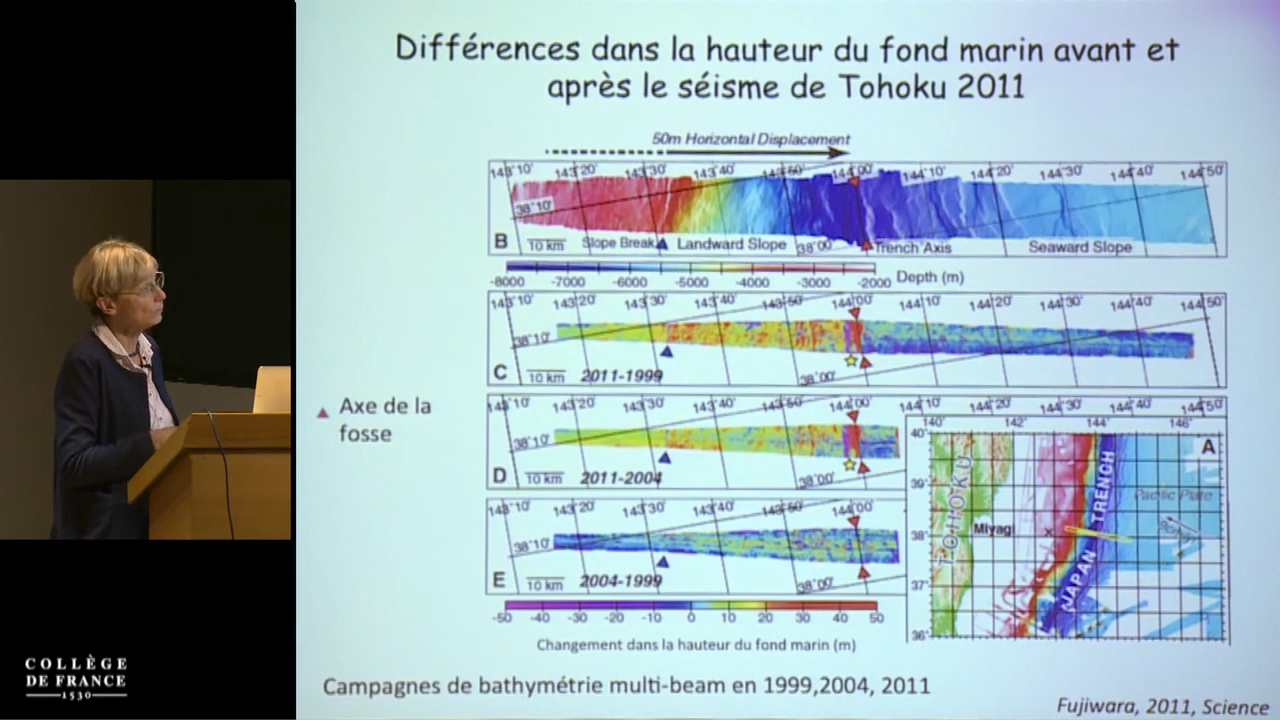 Différences dans la hauteur du fond marin avant et
après le séisme de Tohoku 2011
50m Horizontal Displacement
143°10' 143°20' 143°30' 143°40' 143°50' 144°00' 144°10' 144°20' 144°30' 144°40' 144°50'
38°10'
B 10 km Slope Break Landward Slope 38°00' Trench Axis Seaward Slope
-8000 -7000 -6000 -5000 -4000 -3000 -2000 Depth (m)
143°10' 143°20' 143°30' 143°40' 143°50' 144°00' 144°10' 144°20' 144°30' 144°40' 144°50'
38°10'
C 10 km 2011-1999 38°00'
Axe de la
fosse
143°10' 143°20' 143°30' 143°40' 143°50' 144°00' 144°10' 144°20' 144°30' 144°40' 144°50'
38°10'
D 10 km 2011-2004 38°00'
143°10' 143°20' 143°30' 143°40' 143°50' 144°00'
38°10'
E 10 km 2004-1999 38°00'
-50 -40 -30 -20 -10 0 10 20 30 40 50
Changement dans la hauteur du fond marin (m)
140° 142° 144° 146°
40°
A
39°
38°
37°
36°
TOHOKU
Miyagi
JAPAN TRENCH
Pacific Plate
Campagnes de bathymétrie multi-beam en 1999,2004, 2011
Fujiwara, 2011, Science
COLLÈGE
DE FRANCE
1530